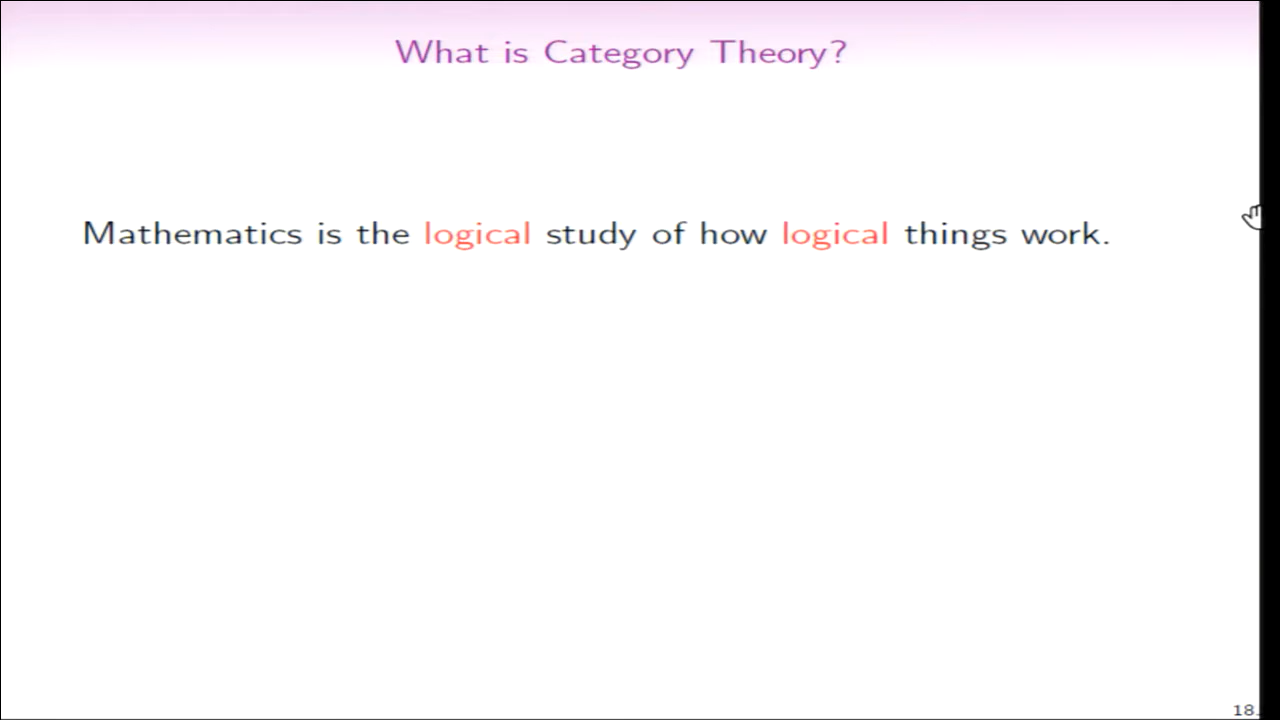 What is Category Theory?
Mathematics is the logical study of how logical things work.
18.